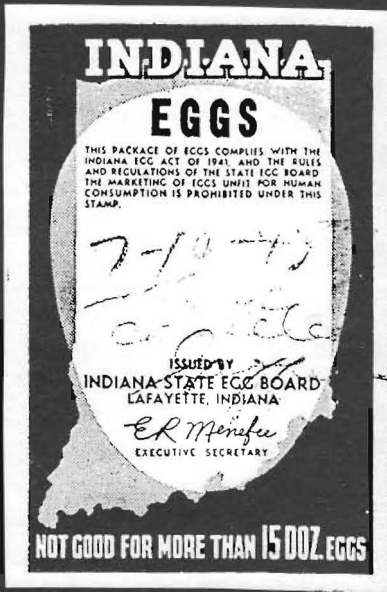 INDIANA
EGGS
THIS PACKAGE OF EGGS COMPLIES WITH THE
INDIANA EGG ACT OF 1941, AND THE RULES
AND REGULATIONS OF THE STATE EGG BOARD
THE MARKETING OF EGGS UNFIT FOR HUMAN
CONSUMPTION IS PROHIBITED UNDER THIS
STAMP.
ISSUED BY
INDIANA STATE EGG BOARD
LAFAYETTE, INDIANA
E.R. Menefee
EXECUTIVE SECRETARY
NOT GOOD FOR MORE THAN 15 DOZ. EGGS